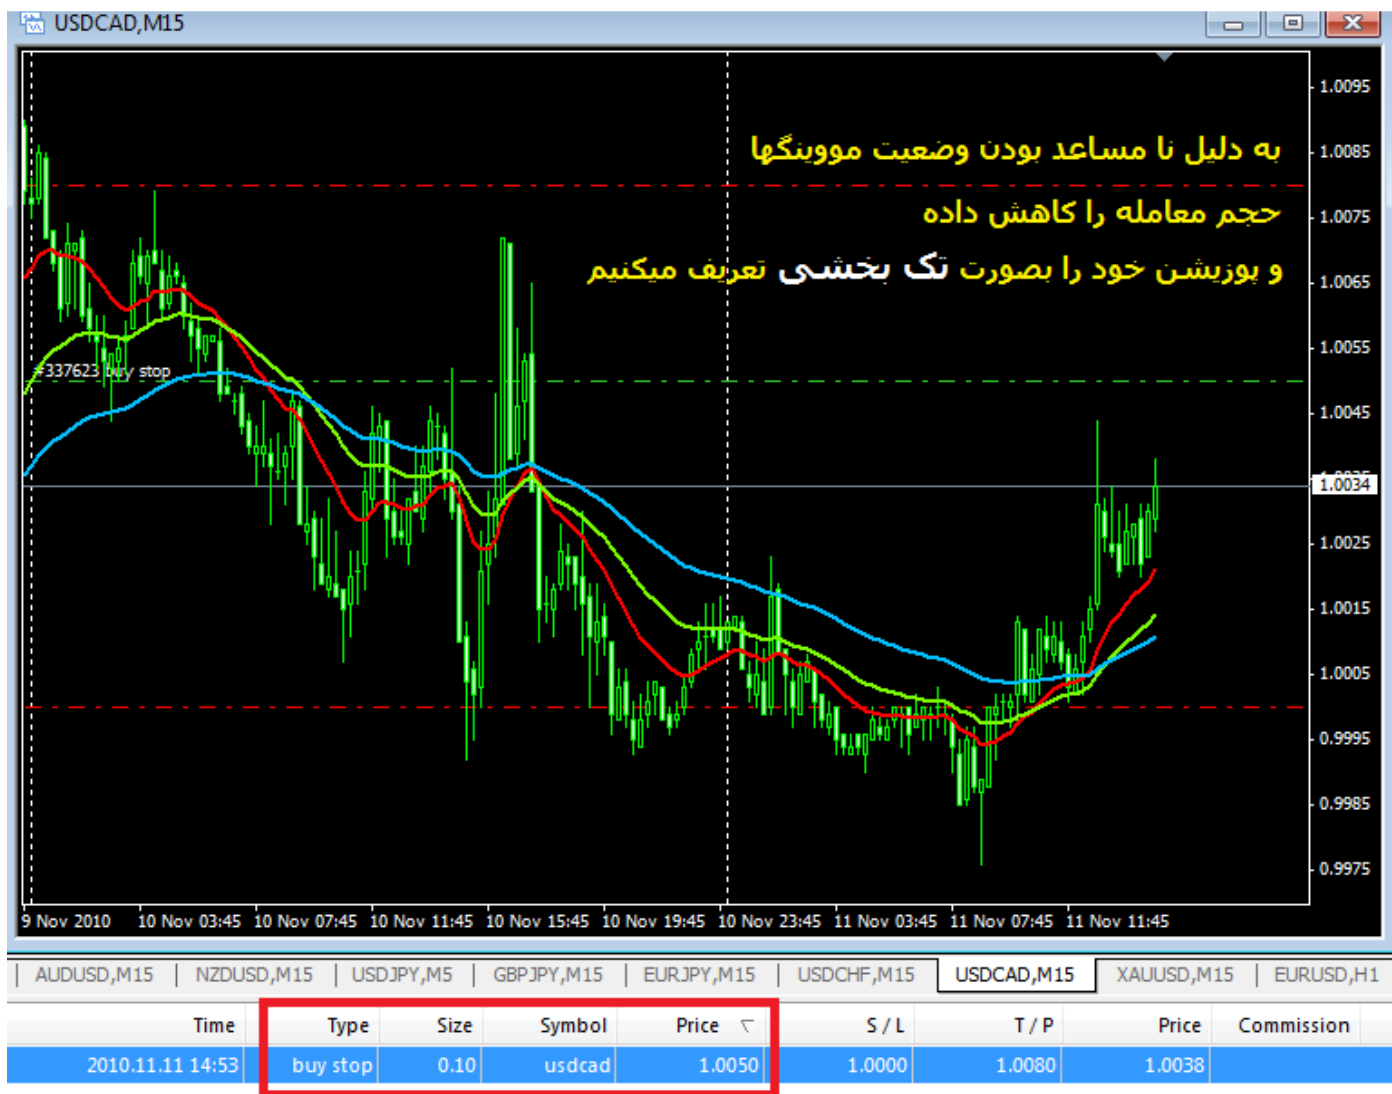 USDCAD,M15
1.0095
به دلیل نا مساعد بودن وضعیت مووینگها
1.0085
حجم معامله را کاهش داده
1.0075
و پوزیشن خود را بصورت تک بخشی تعریف میکنیم
1.0065
1.0055
#337623 buy stop
1.0045
1.0034
1.0025
1.0015
1.0005
0.9995
0.9985
0.9975
9 Nov 2010 10 Nov 03:45 10 Nov 07:45 10 Nov 11:45 10 Nov 15:45 10 Nov 19:45 10 Nov 23:45 11 Nov 03:45 11 Nov 07:45 11 Nov 11:45
AUDUSD,M15 | NZDUSD,M15 | USDJPY,M5 | GBPJPY,M15 | EURJPY,M15 | USDCHF,M15 USDCAD,M15 XAUUSD,M15 | EURUSD,H1
Time Type Size Symbol Price S / L T / P Price Commission
2010.11.11 14:53 buy stop 0.10 usdcad 1.0050 1.0000 1.0080 1.0038